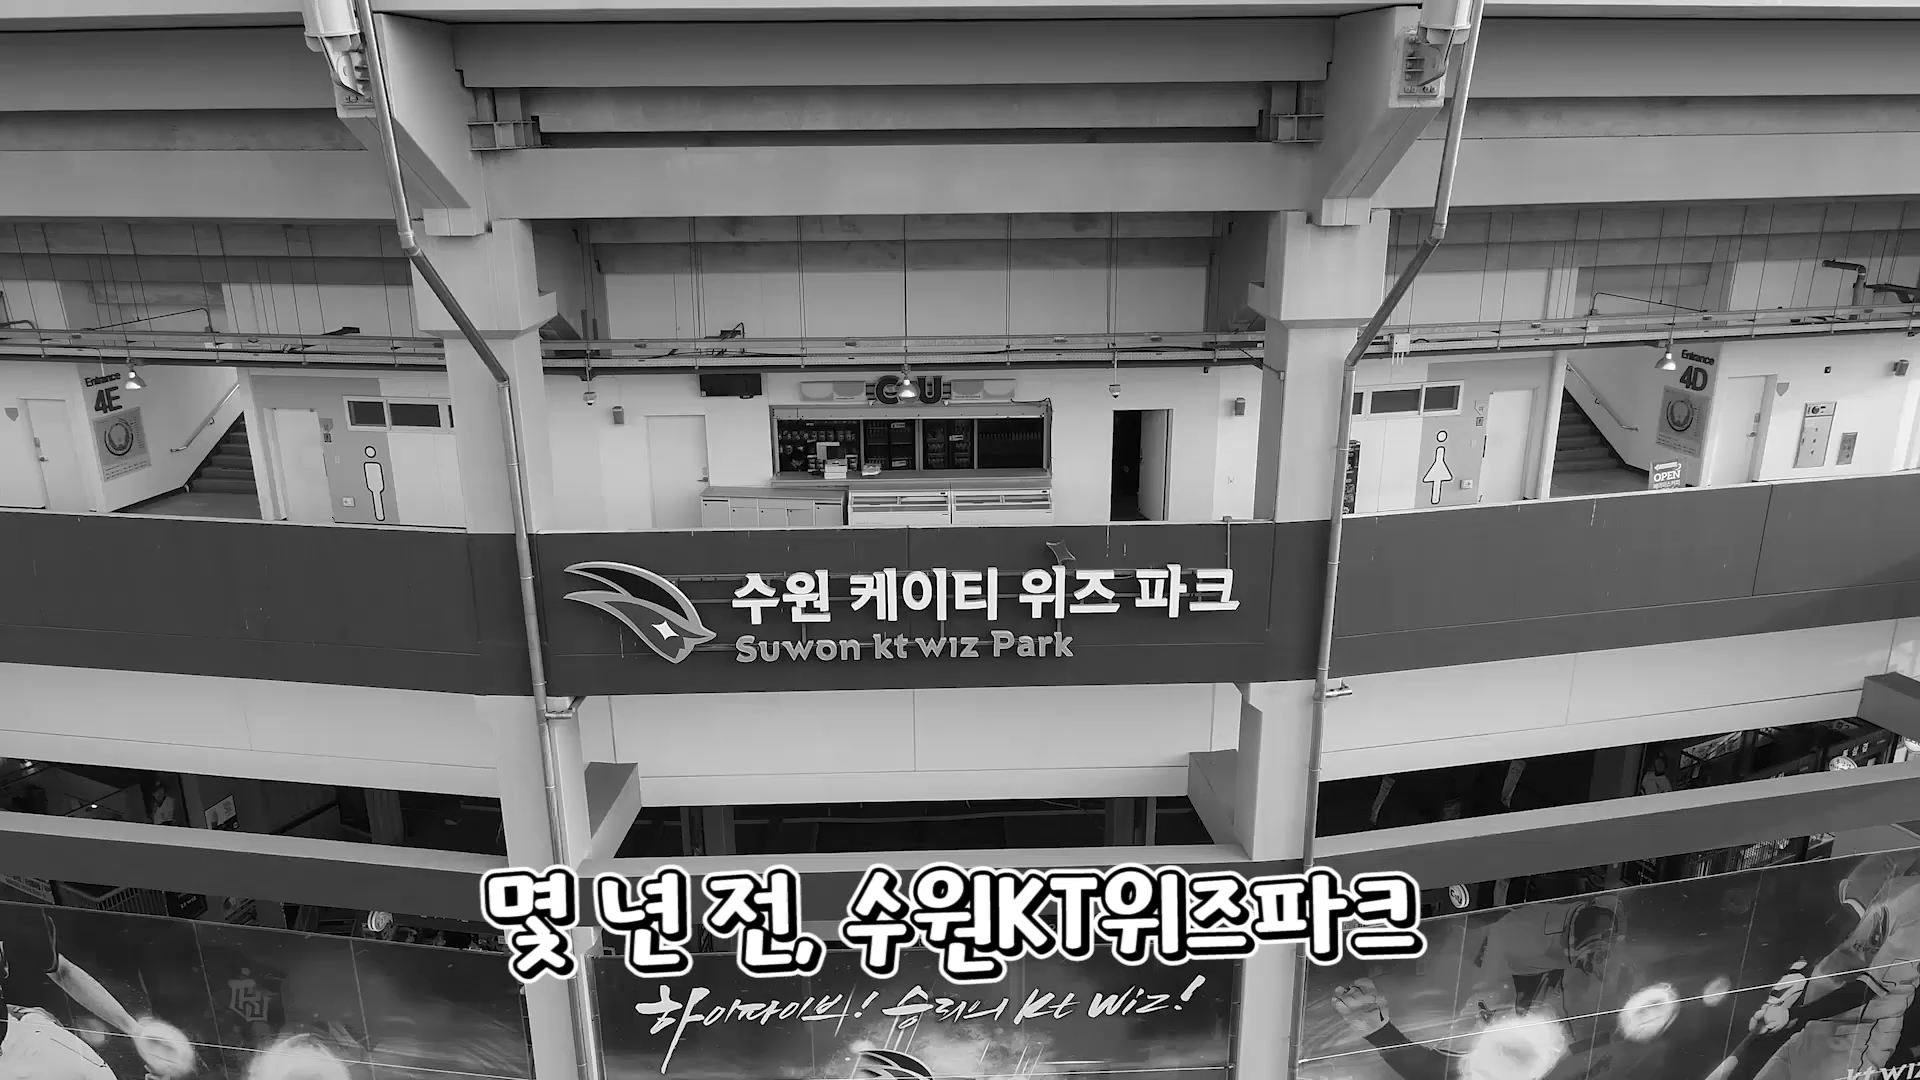 Entrance
4E
CU
Entrance
4D
OPEN
수원 케이티 위즈 파크
Suwon kt wiz Park
몇 년 전, 수원KT위즈파크
하이파이브! 승리의 kt wiz!
kt wiz